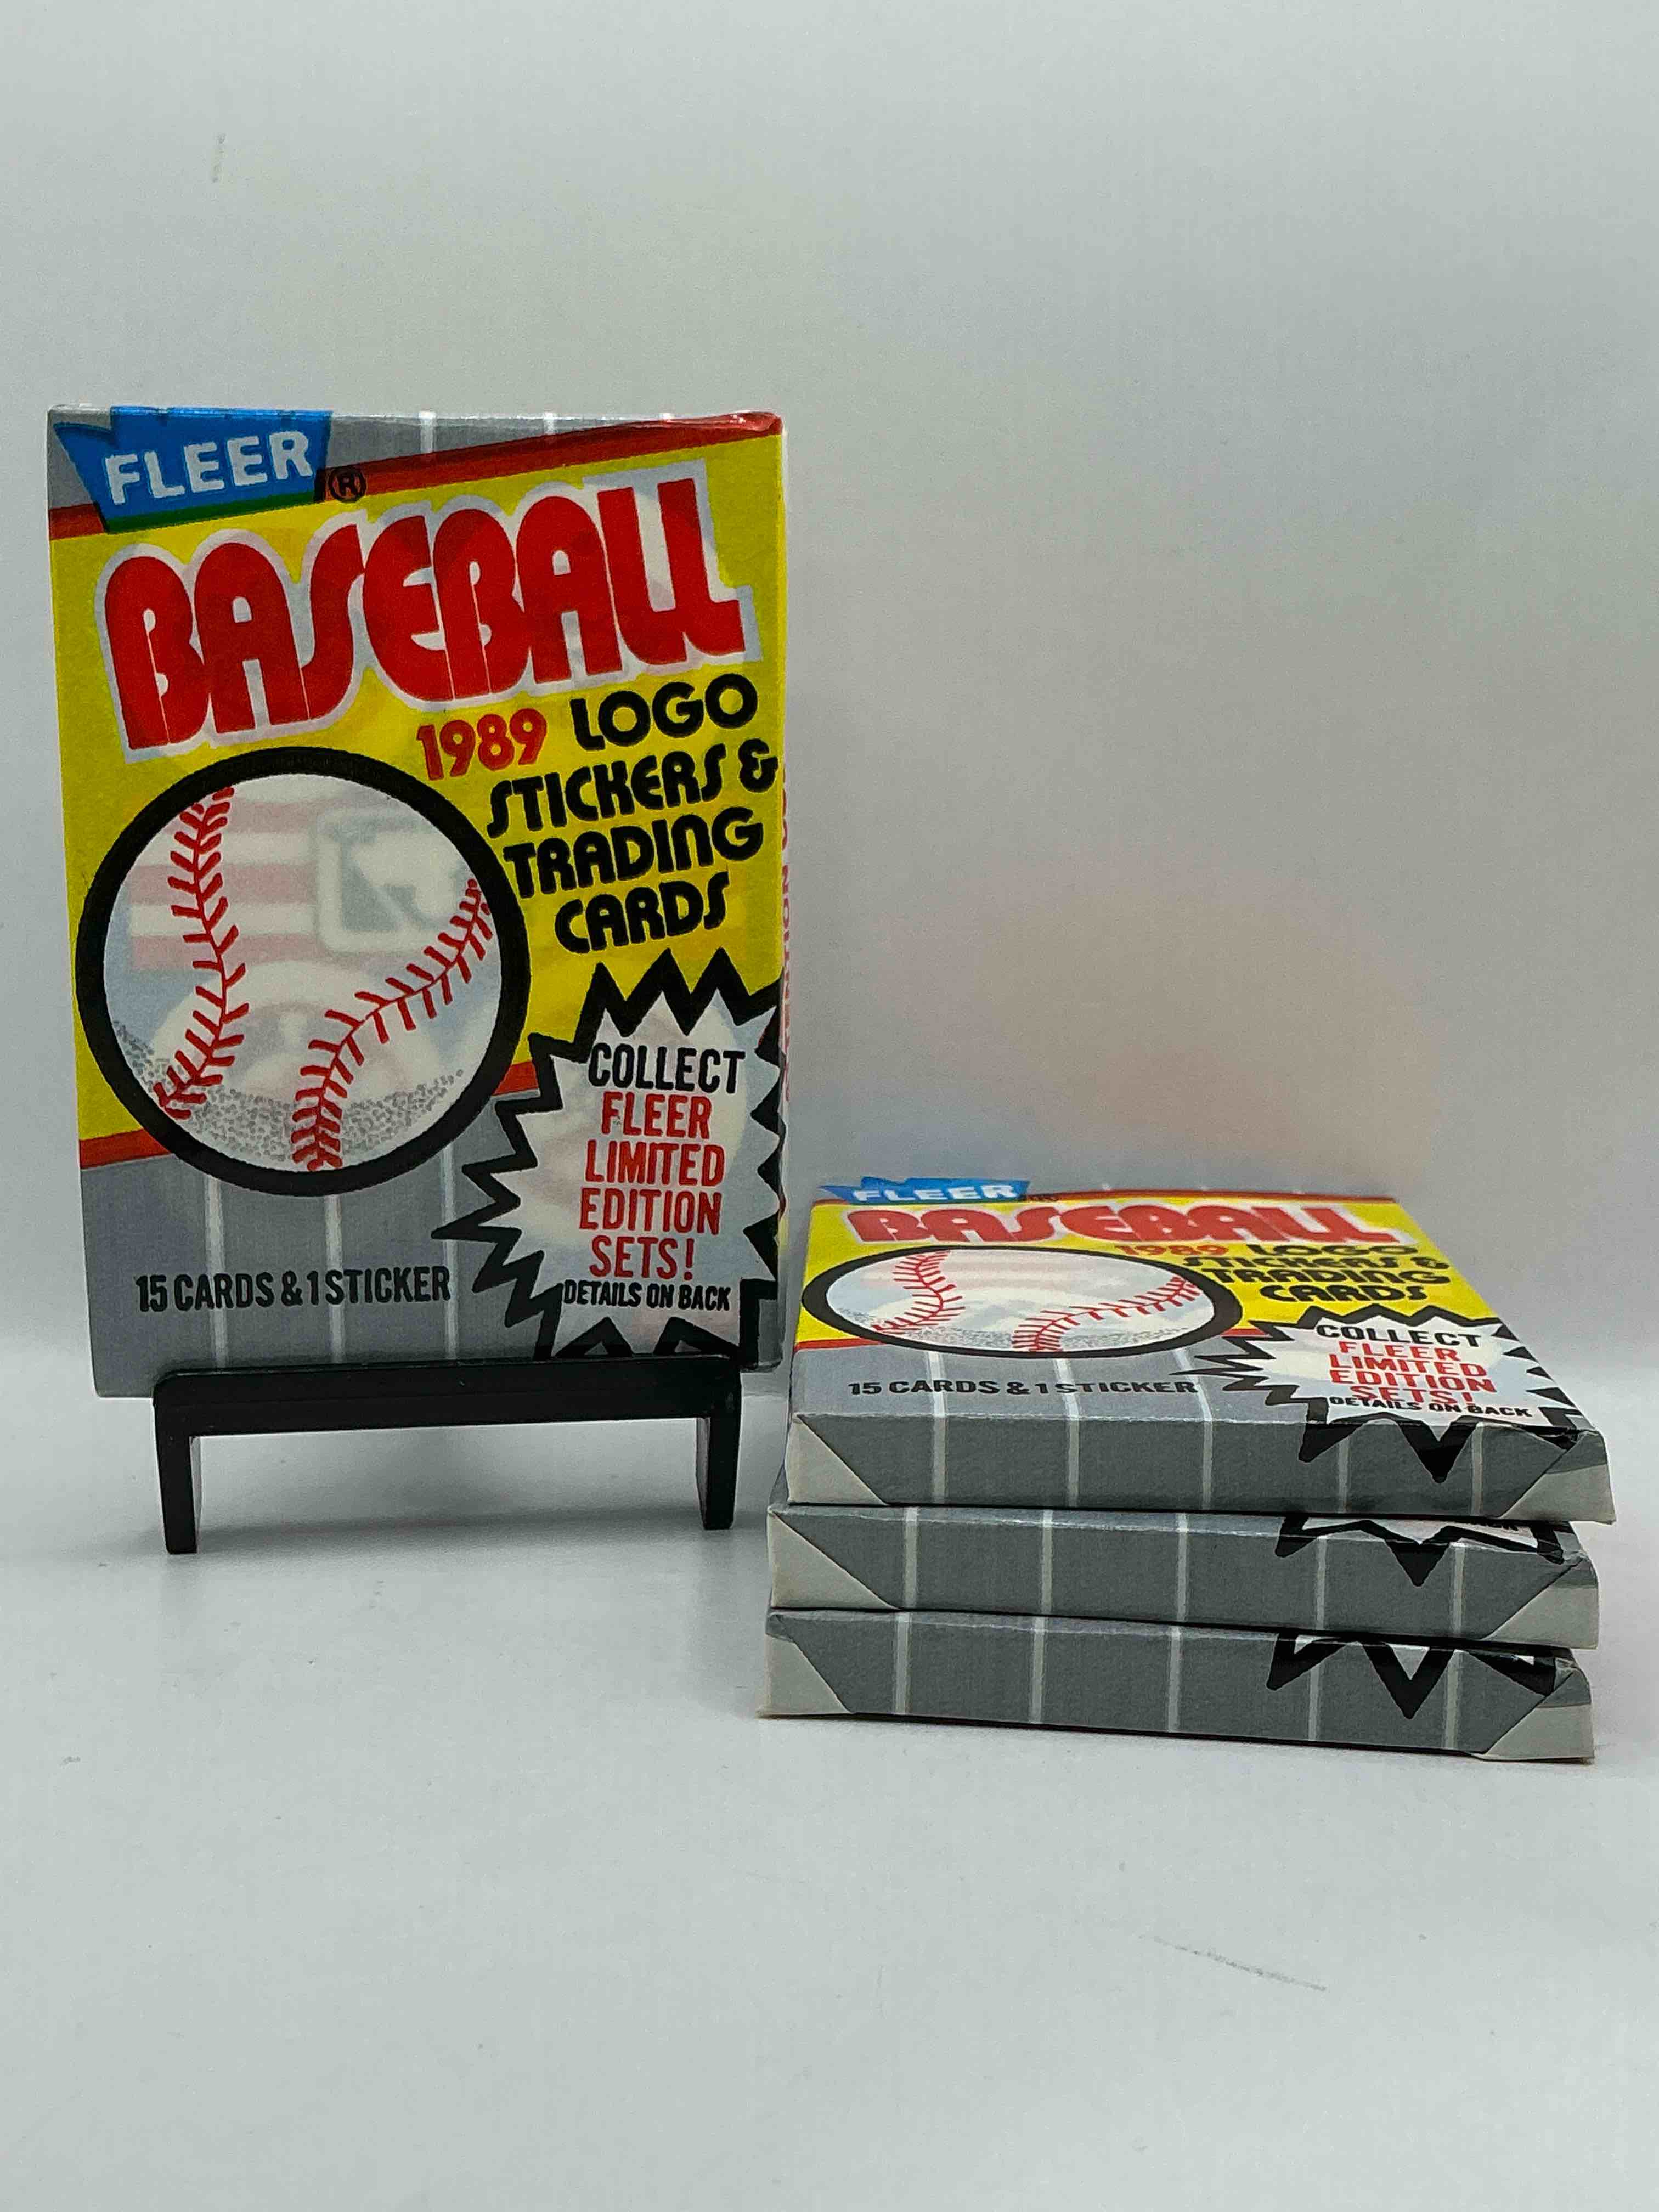 FLEER®
BASEBALL
1989 LOGO
STICKERS &
TRADING
CARDS
COLLECT
FLEER
LIMITED
EDITION
SETS!
DETAILS ON BACK
15 CARDS & 1 STICKER
FLEER®
BASEBALL
1989 LOGO
STICKERS &
TRADING
CARDS
COLLECT
FLEER
LIMITED
EDITION
SETS!
DETAILS ON BACK
15 CARDS & 1 STICKER